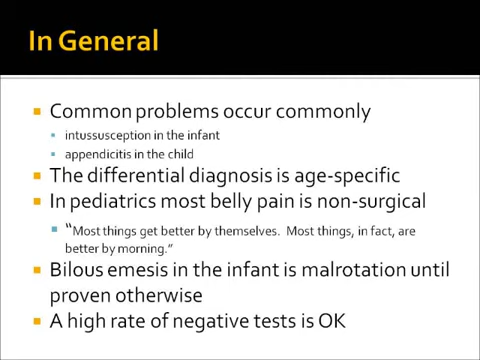 In General
Common problems occur commonly
intussusception in the infant
appendicitis in the child
The differential diagnosis is age-specific
In pediatrics most belly pain is non-surgical
“Most things get better by themselves. Most things, in fact, are
better by morning.”
Bilous emesis in the infant is malrotation until
proven otherwise
A high rate of negative tests is OK